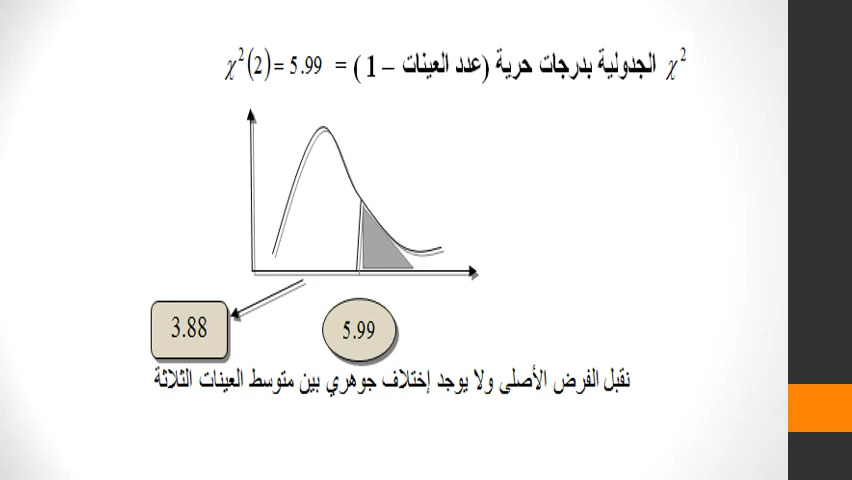 χ² الجدولية بدرجات حرية (عدد العينات – 1) = χ²(2) = 5.99
3.88
5.99
نقبل الفرض الأصلى ولا يوجد إختلاف جوهري بين متوسط العينات الثلاثة